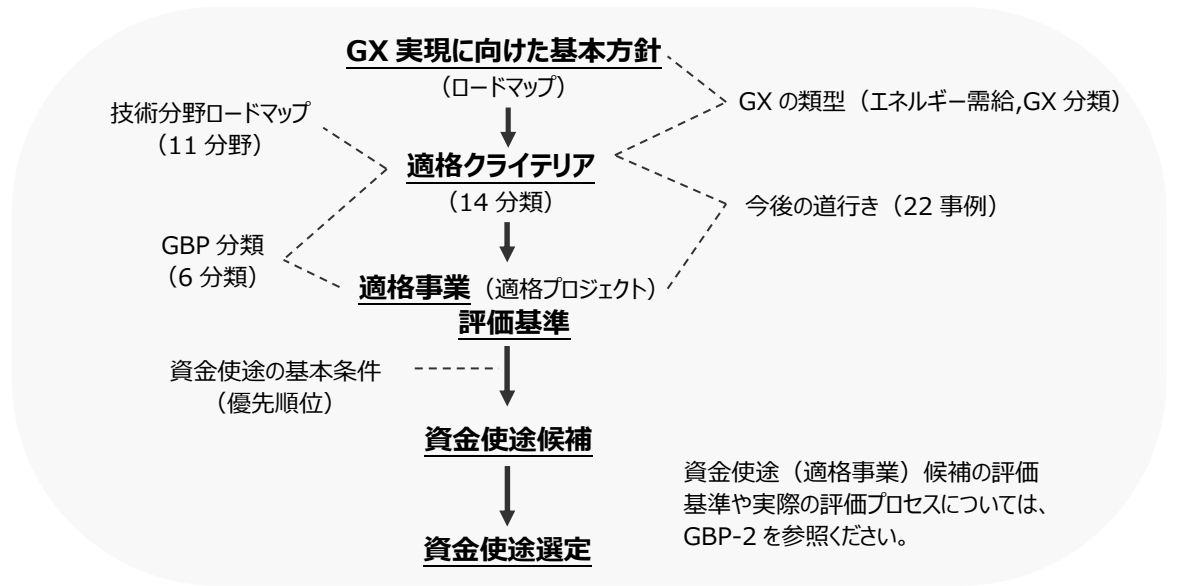 GX 実現に向けた基本方針
（ロードマップ）
技術分野ロードマップ
（11 分野）
GX の類型（エネルギー需給,GX 分類）
適格クライテリア
（14 分類）
今後の道行き（22 事例）
GBP 分類
（6 分類）
適格事業（適格プロジェクト）
評価基準
資金使途の基本条件
（優先順位）
資金使途候補
資金使途（適格事業）候補の評価
基準や実際の評価プロセスについては、
GBP-2 を参照ください。
資金使途選定